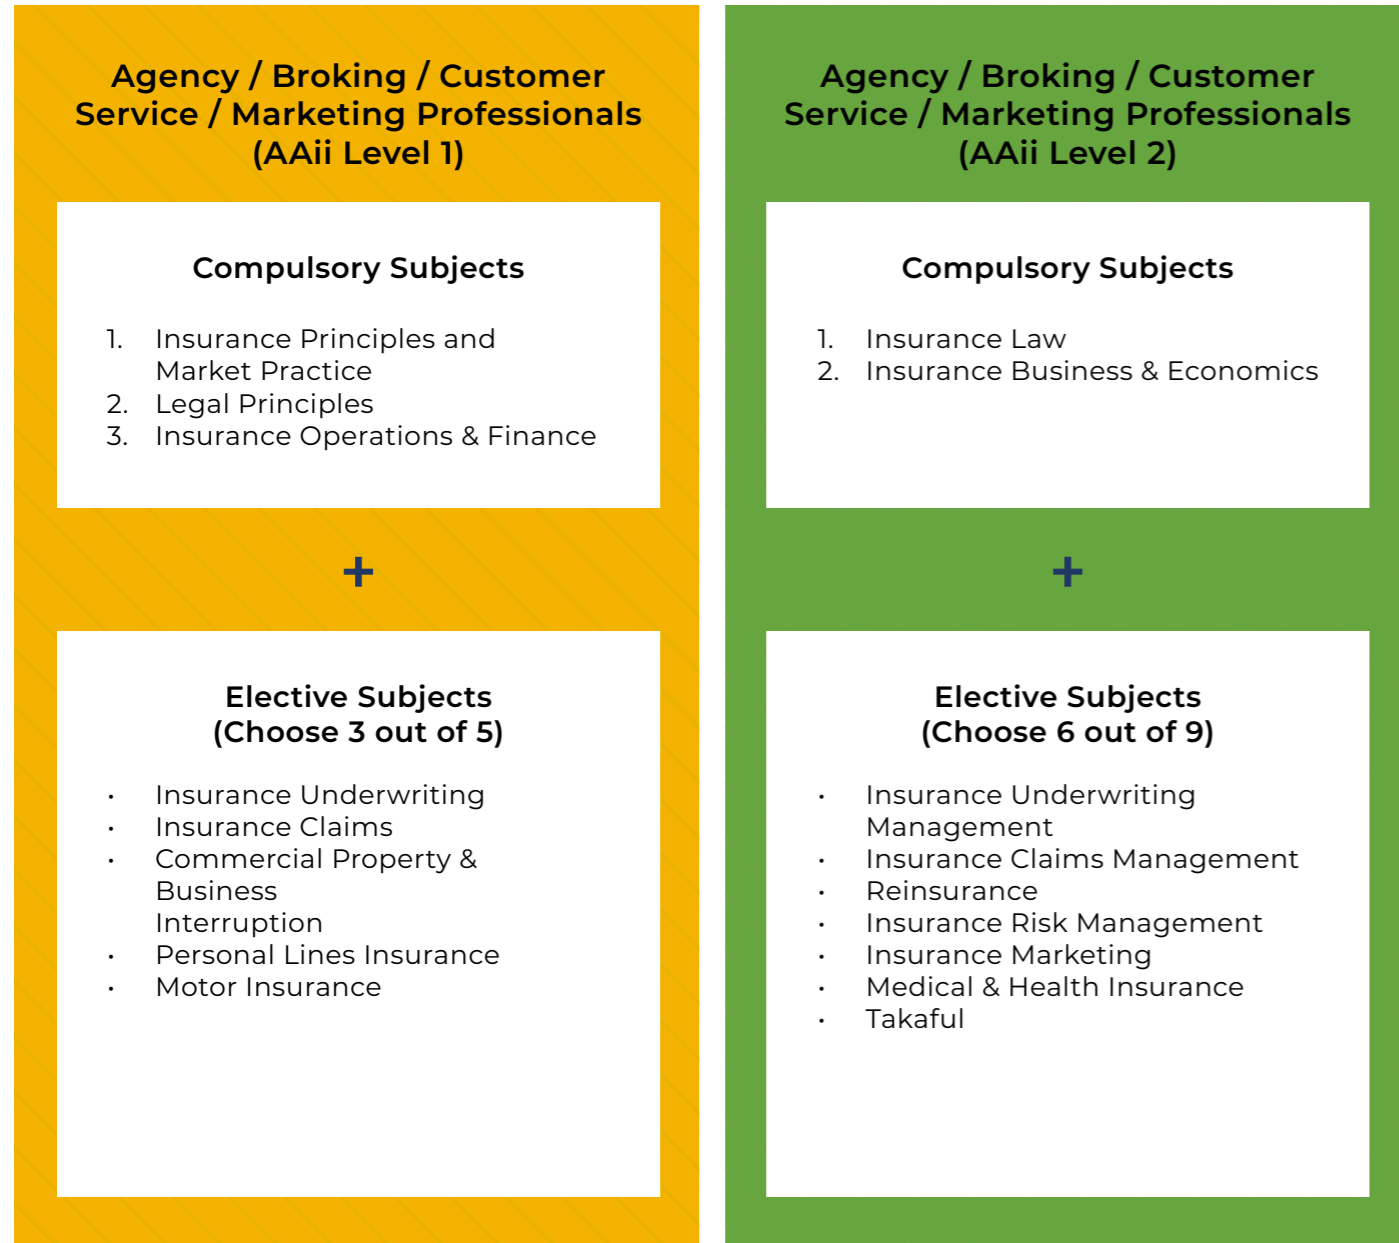 Agency / Broking / Customer
Service / Marketing Professionals
(AAii Level 1)
Compulsory Subjects
1. Insurance Principles and
Market Practice
2. Legal Principles
3. Insurance Operations & Finance
+
Elective Subjects
(Choose 3 out of 5)
· Insurance Underwriting
· Insurance Claims
· Commercial Property &
Business
Interruption
· Personal Lines Insurance
· Motor Insurance
Agency / Broking / Customer
Service / Marketing Professionals
(AAii Level 2)
Compulsory Subjects
1. Insurance Law
2. Insurance Business & Economics
+
Elective Subjects
(Choose 6 out of 9)
· Insurance Underwriting
Management
· Insurance Claims Management
· Reinsurance
· Insurance Risk Management
· Insurance Marketing
· Medical & Health Insurance
· Takaful